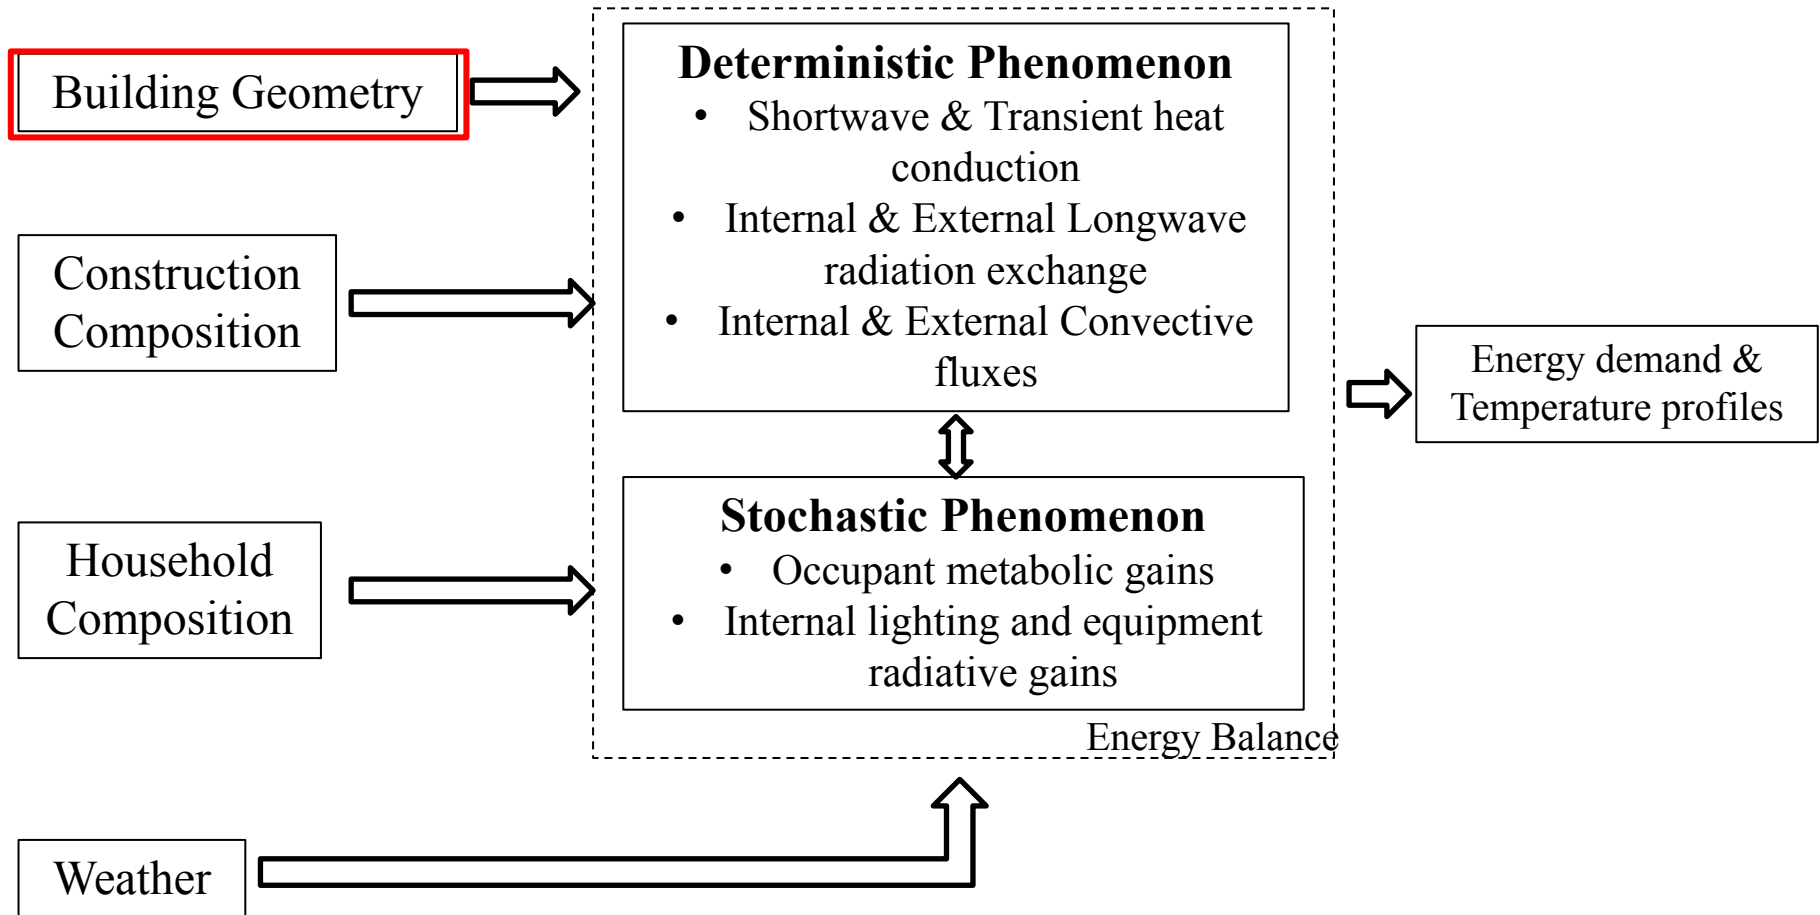 Building Geometry
Construction
Composition
Household
Composition
Weather
Deterministic Phenomenon
• Shortwave & Transient heat
conduction
• Internal & External Longwave
radiation exchange
• Internal & External Convective
fluxes
Stochastic Phenomenon
• Occupant metabolic gains
• Internal lighting and equipment
radiative gains
Energy Balance
Energy demand &
Temperature profiles